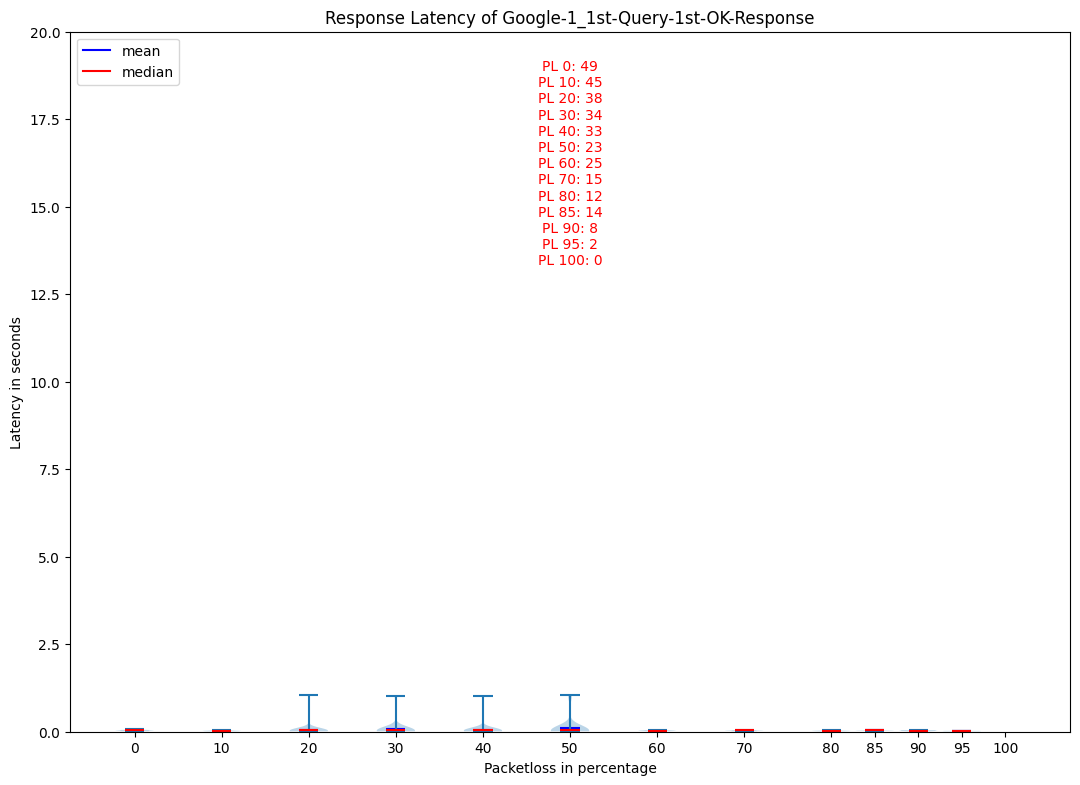 Response Latency of Google-1_1st-Query-1st-OK-Response
mean
median
PL 0: 49
PL 10: 45
PL 20: 38
PL 30: 34
PL 40: 33
PL 50: 23
PL 60: 25
PL 70: 15
PL 80: 12
PL 85: 14
PL 90: 8
PL 95: 2
PL 100: 0
Latency in seconds
20.0
17.5
15.0
12.5
10.0
7.5
5.0
2.5
0.0
0 10 20 30 40 50 60 70 80 85 90 95 100
Packetloss in percentage